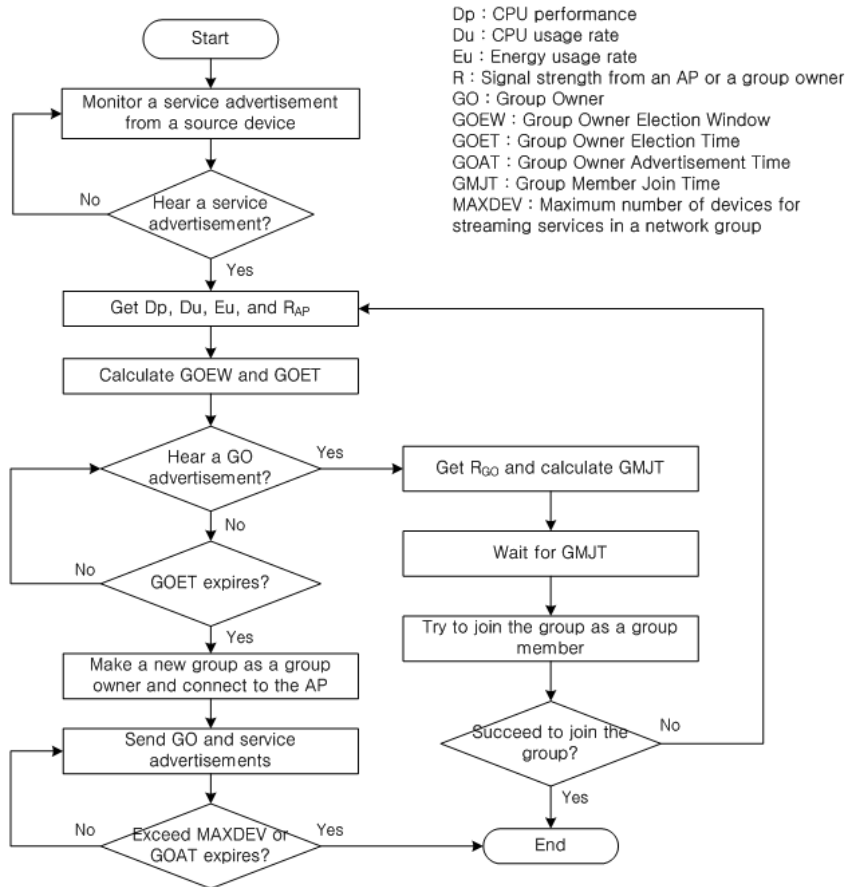 Start
Monitor a service advertisement
from a source device
No
Hear a service
advertisement?
Yes
Get Dp, Du, Eu, and RAP
Calculate GOEW and GOET
Hear a GO
advertisement?
Yes
No
No
GOET expires?
Yes
Make a new group as a group
owner and connect to the AP
Send GO and service
advertisements
No
Exceed MAXDEV or
GOAT expires?
Yes
Get RGO and calculate GMJT
Wait for GMJT
Try to join the group as a group
member
Succeed to join the
group?
No
Yes
End
Dp : CPU performance
Du : CPU usage rate
Eu : Energy usage rate
R : Signal strength from an AP or a group owner
GO : Group Owner
GOEW : Group Owner Election Window
GOET : Group Owner Election Time
GOAT : Group Owner Advertisement Time
GMJT : Group Member Join Time
MAXDEV : Maximum number of devices for
streaming services in a network group